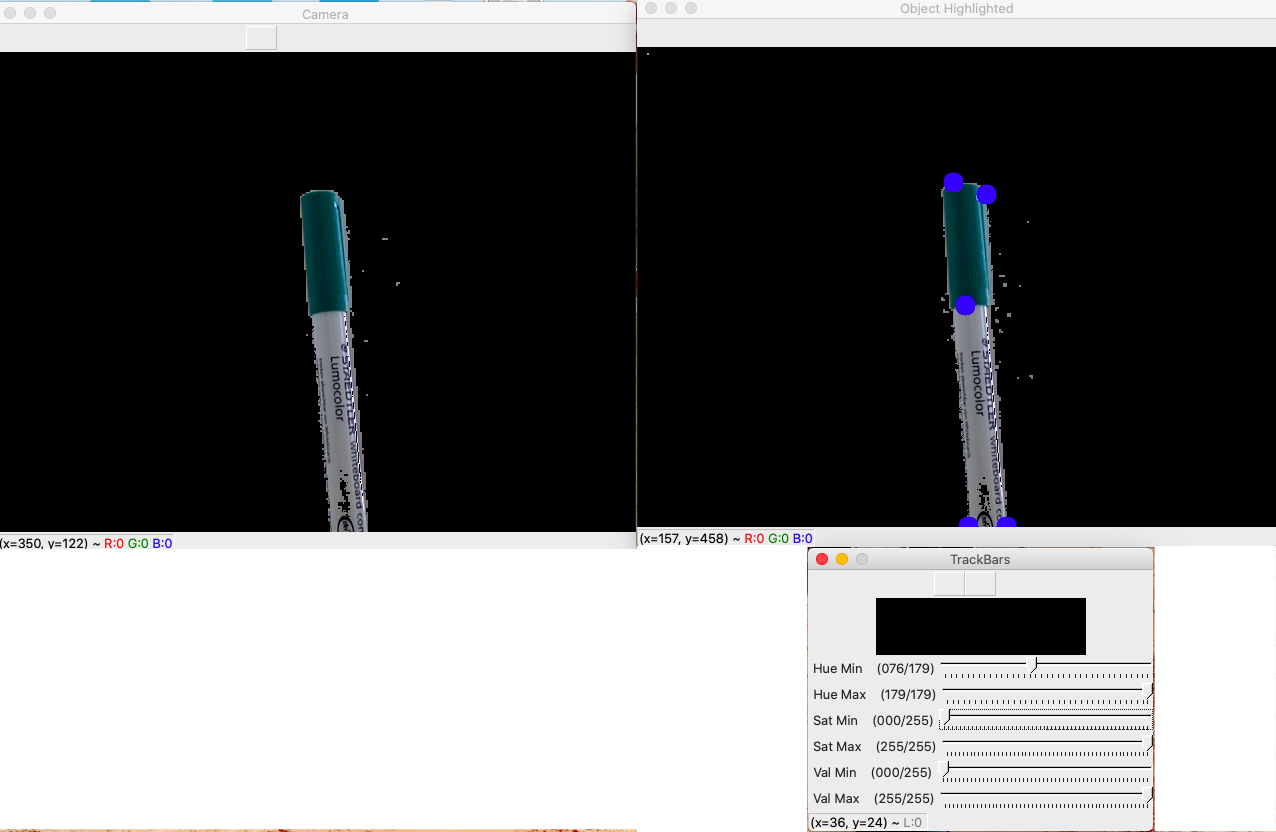 Camera
Object Highlighted
STAEDTLER whiteboard
Lumocolor
STAEDTLER whiteboard
Lumocolor
(x=350, y=122) ~ R:0 G:0 B:0
(x=157, y=458) ~ R:0 G:0 B:0
TrackBars
Hue Min (076/179)
Hue Max (179/179)
Sat Min (000/255)
Sat Max (255/255)
Val Min (000/255)
Val Max (255/255)
(x=36, y=24) ~ L:0